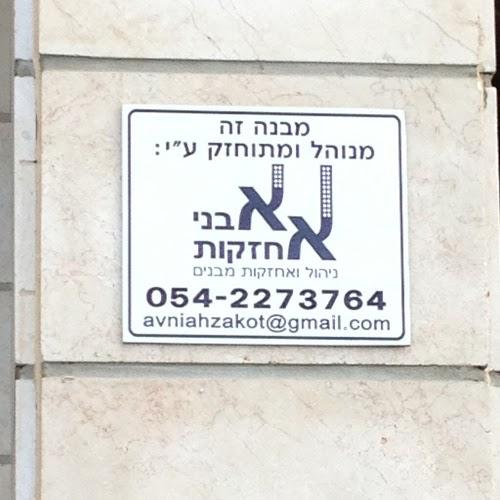 מבנה זה
מנוהל ומתוחזק ע״י:
אבני
אחזקות
ניהול ואחזקות מבנים
054-2273764
avniahzakot@gmail.com